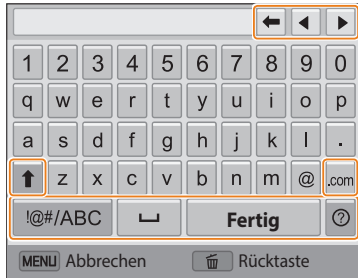 1 2 3 4 5 6 7 8 9 0
q w e r t y u i o p
a s d f g h j k l .
z x c v b n m @ .com
!@#/ABC Fertig ?
MENU Abbrechen Rücktaste